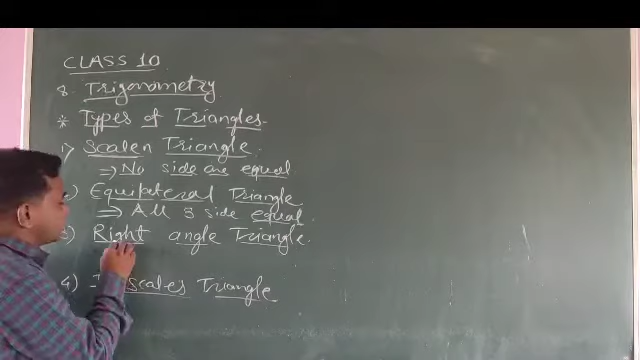 CLASS 10
8. Trigonometry
* Types of Triangles.
1) Scalen Triangle.
⇒ No side are equal
) Equilateral Triangle
⇒ All 3 side equal
3) Right angle Triangle.
4) scales Triangle